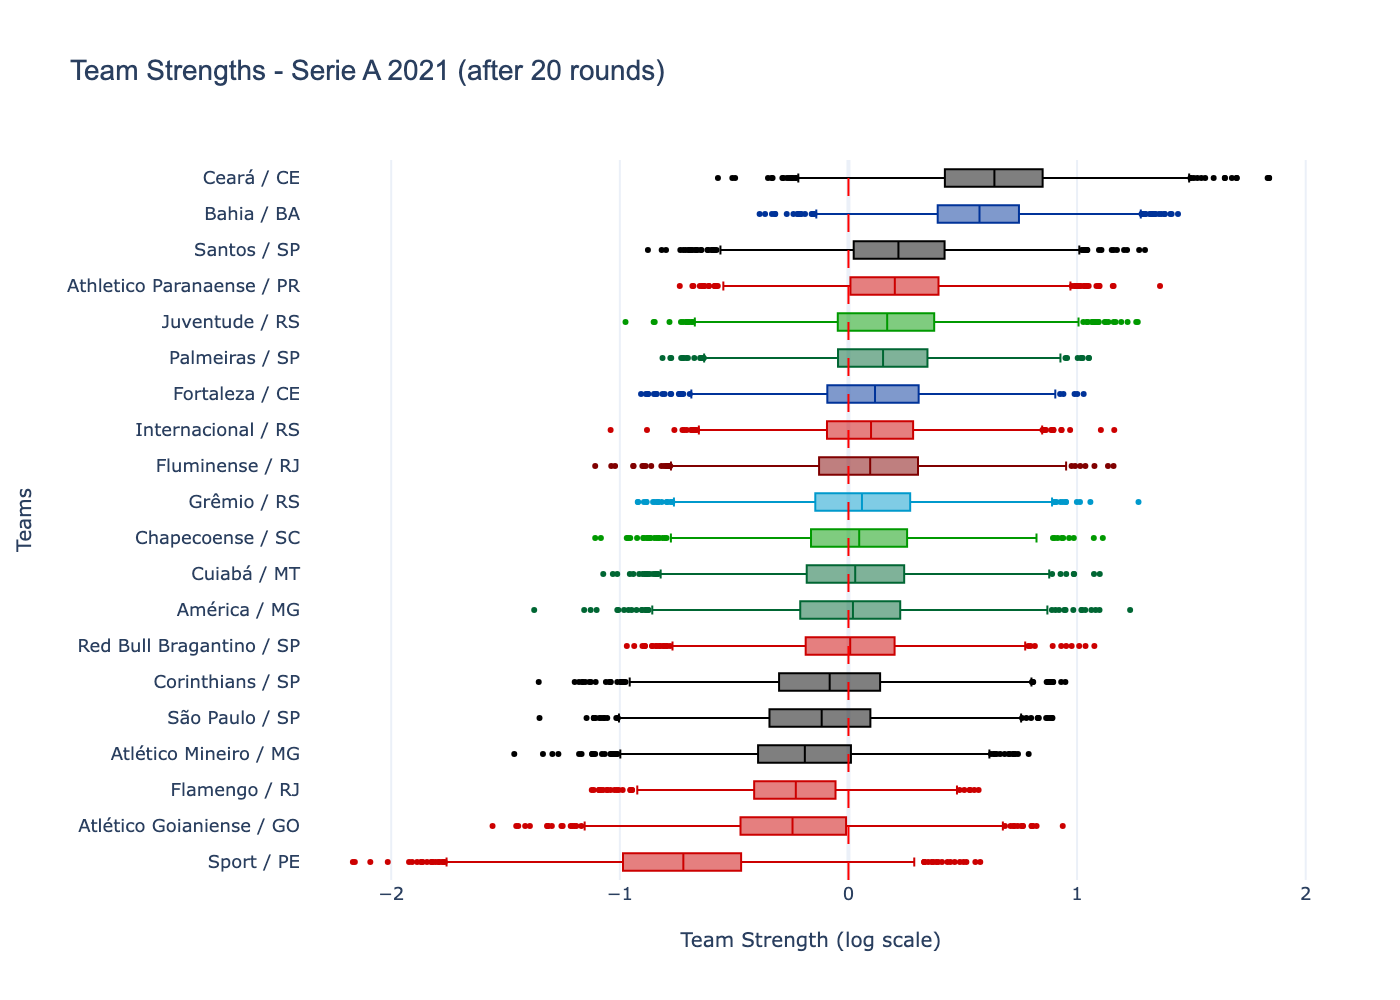 Team Strengths - Serie A 2021 (after 20 rounds)
Ceará / CE
Bahia / BA
Santos / SP
Athletico Paranaense / PR
Juventude / RS
Palmeiras / SP
Fortaleza / CE
Internacional / RS
Fluminense / RJ
Grêmio / RS
Chapecoense / SC
Cuiabá / MT
América / MG
Red Bull Bragantino / SP
Corinthians / SP
São Paulo / SP
Atlético Mineiro / MG
Flamengo / RJ
Atlético Goianiense / GO
Sport / PE
Teams
−2 −1 0 1 2
Team Strength (log scale)